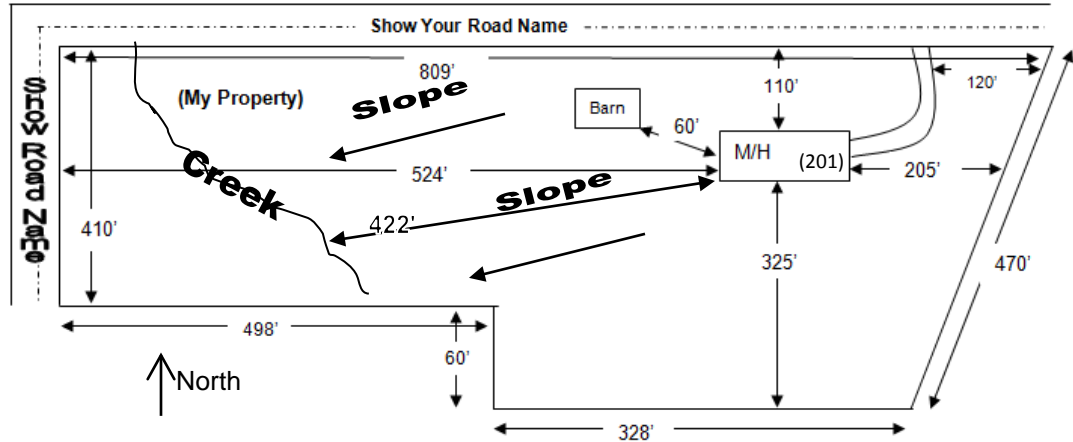 Show Your Road Name
809'
110'
120'
(My Property)
Slope
Barn
60'
M/H
(201)
Show Road Name
Creek
524'
205'
Slope
422'
410'
325'
470'
498'
60'
North
328'